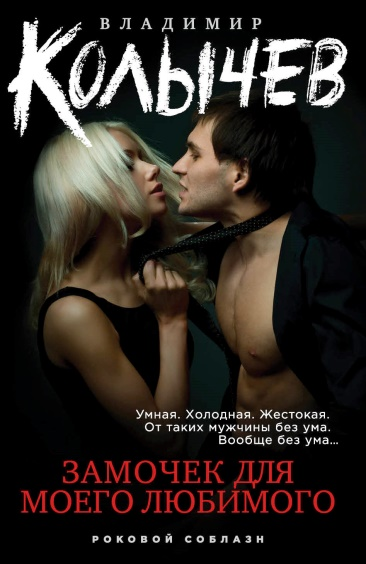 ВЛАДИМИР
КОЛЫЧЕВ
Умная. Холодная. Жестокая.
От таких мужчины без ума.
Вообще без ума...
ЗАМОЧЕК ДЛЯ
МОЕГО ЛЮБИМОГО
РОКОВОЙ СОБЛАЗН